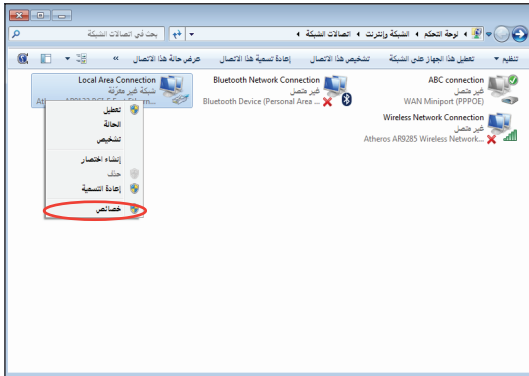 لوحة التحكم ◂ الشبكة وإنترنت ◂ اتصالات الشبكة ◂
بحث في اتصالات الشبكة
تنظيم ▾ تعطيل هذا الجهاز على الشبكة تشخيص هذا الاتصال إعادة تسمية هذا الاتصال عرض حالة هذا الاتصال »
ABC connection
غير متصل
WAN Miniport (PPPOE)
Bluetooth Network Connection
غير متصل
Bluetooth Device (Personal Area ...
Local Area Connection
شبكة غير معرّفة
Wireless Network Connection
غير متصل
Atheros AR9285 Wireless Network...
تعطيل
الحالة
تشخيص
إنشاء اختصار
حذف
إعادة التسمية
خصائص